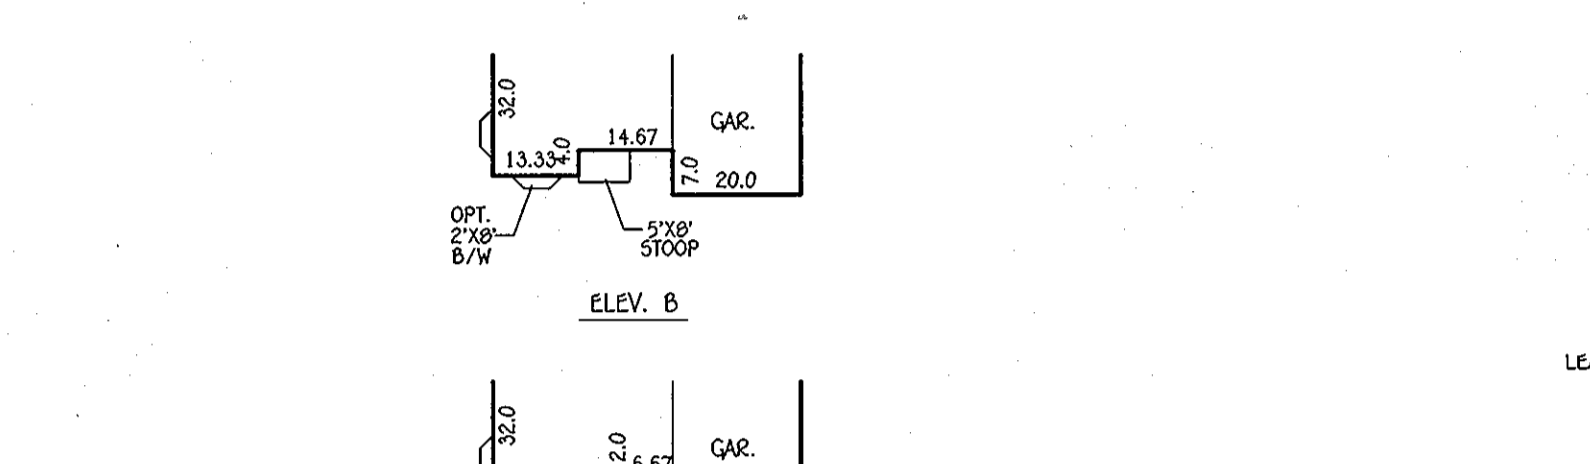 32.0
GAR.
14.67
4.0
13.33
7.0
20.0
OPT.
2'X8'
B/W
5'X8'
STOOP
ELEV. B
32.0
2.0
6.67
GAR.